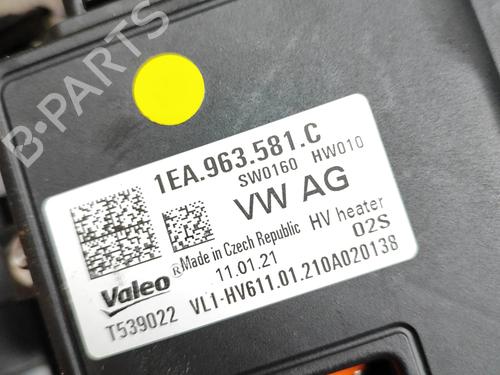 B-PARTS
1EA.963.581.C
SW0160 HW010
VW AG
Made in Czech Republic HV heater
11.01.21 02S
Valeo ®
T539022 VL1-HV611.01.210A020138